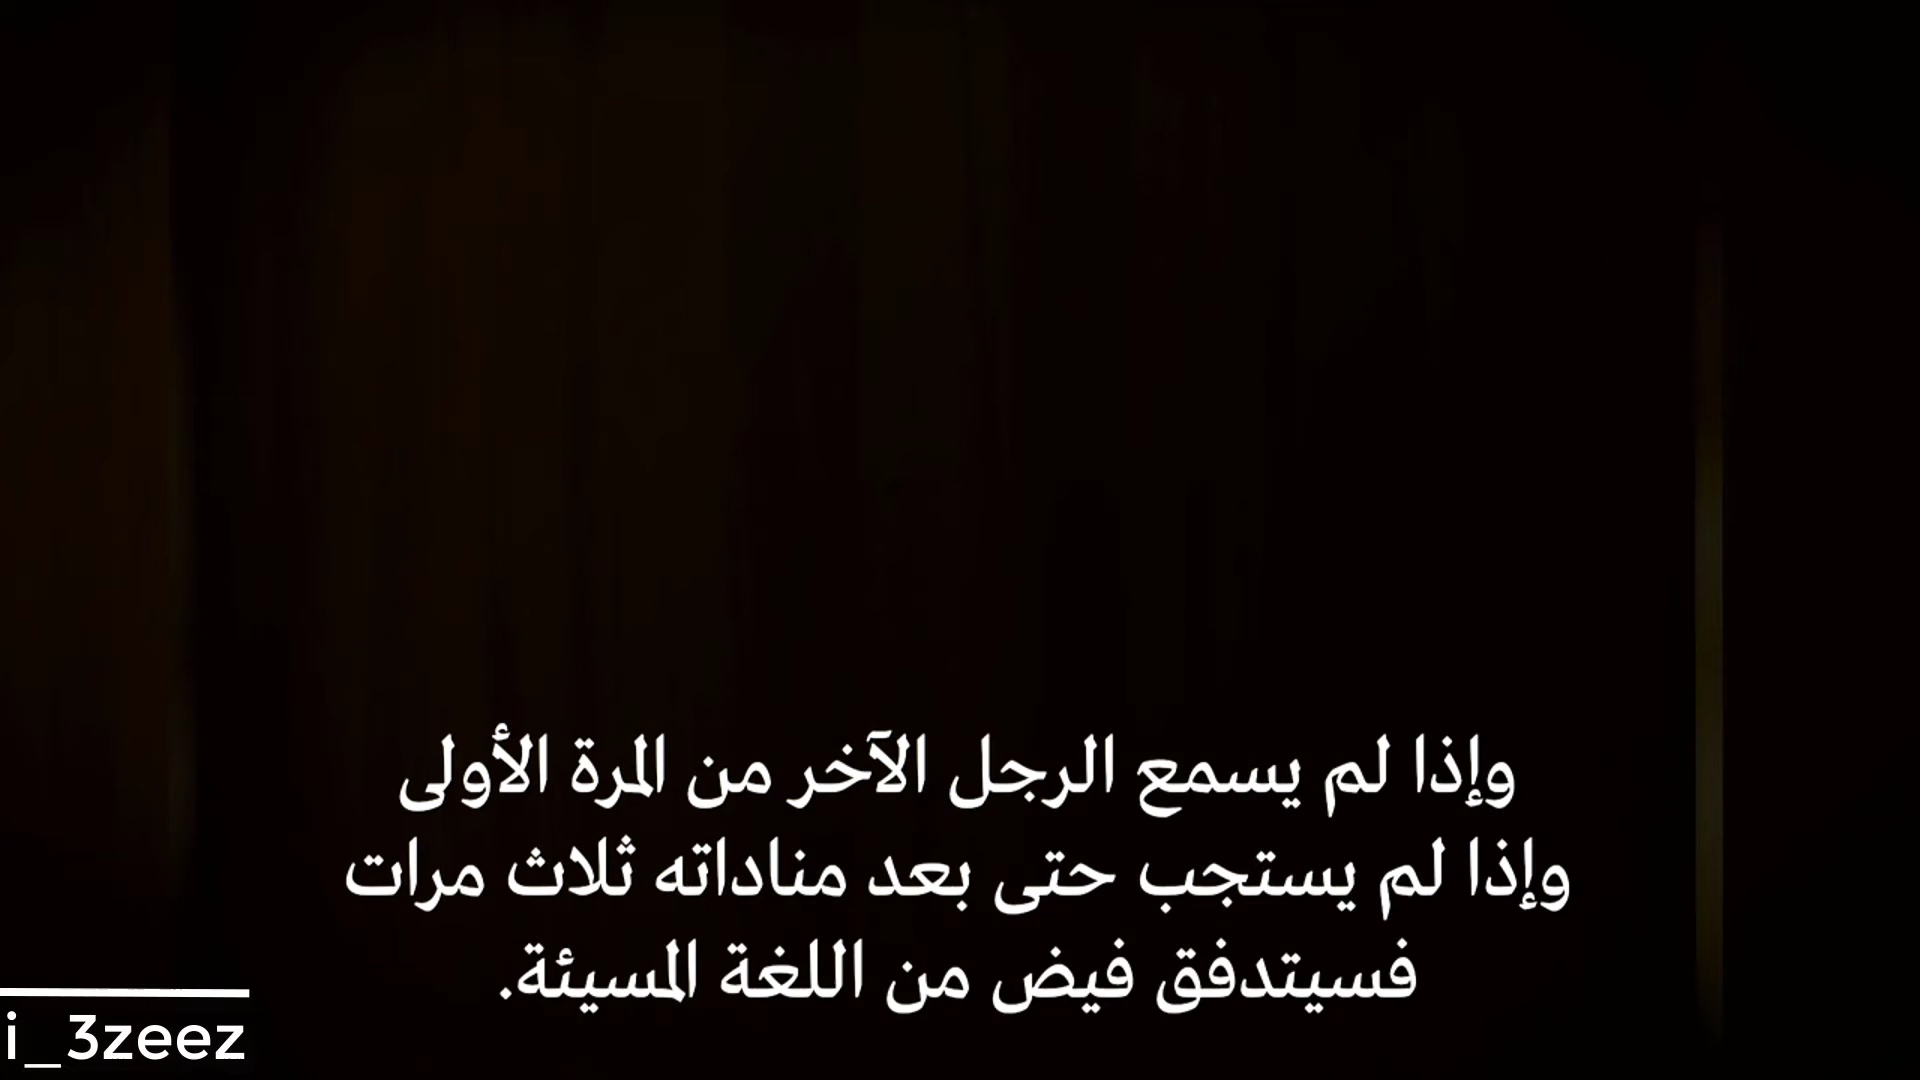 وإذا لم يسمع الرجل الآخر من المرة الأولى
وإذا لم يستجب حتى بعد مناداته ثلاث مرات
فسيتدفق فيض من اللغة المسيئة.
i_3zeez